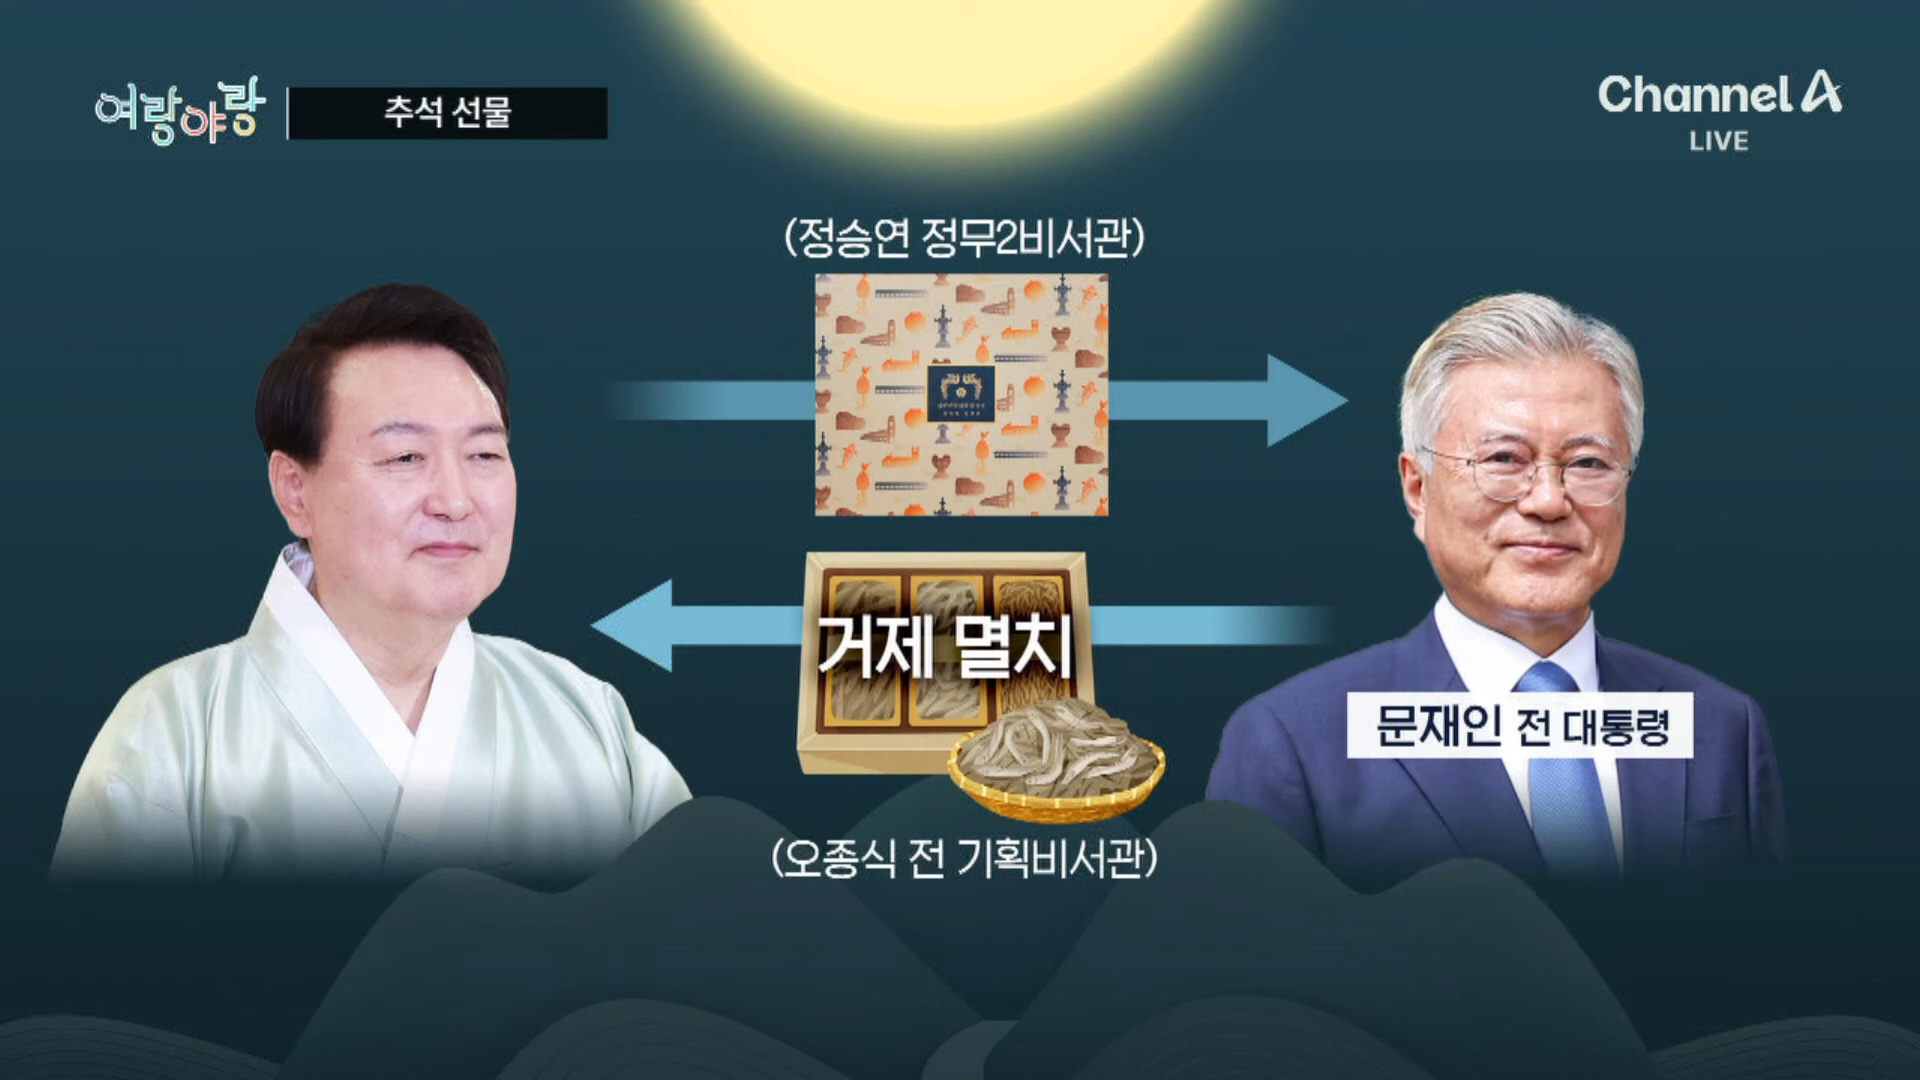 여랑야랑
추석 선물
Channel A
LIVE
(정승연 정무2비서관)
거제 멸치
문재인 전 대통령
(오종식 전 기획비서관)